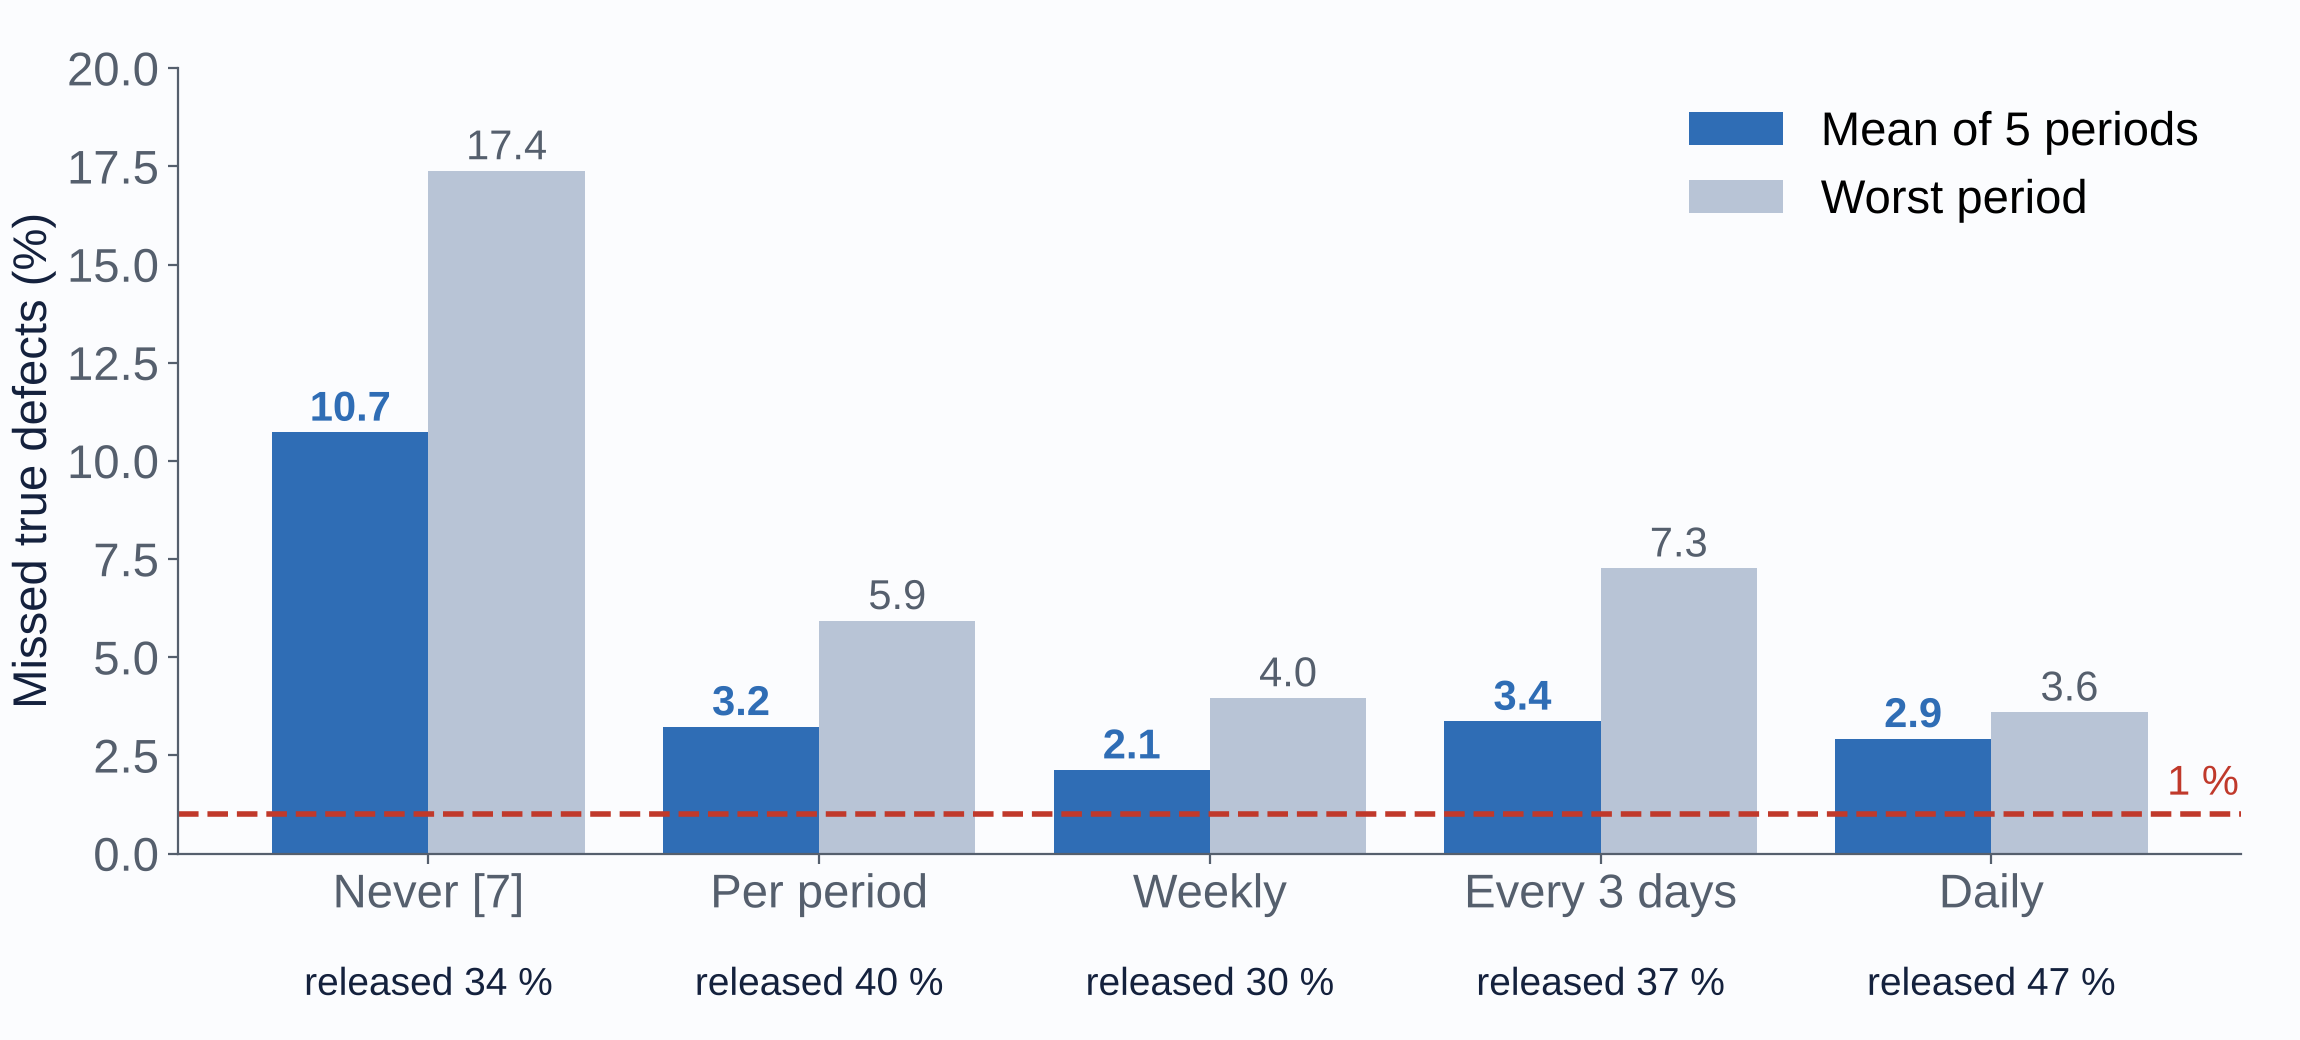 Mean of 5 periods
Worst period
Missed true defects (%)
20.0
17.5
15.0
12.5
10.0
7.5
5.0
2.5
0.0
10.7
17.4
3.2
5.9
2.1
4.0
3.4
7.3
2.9
3.6
1 %
Never [7]
Per period
Weekly
Every 3 days
Daily
released 34 %
released 40 %
released 30 %
released 37 %
released 47 %